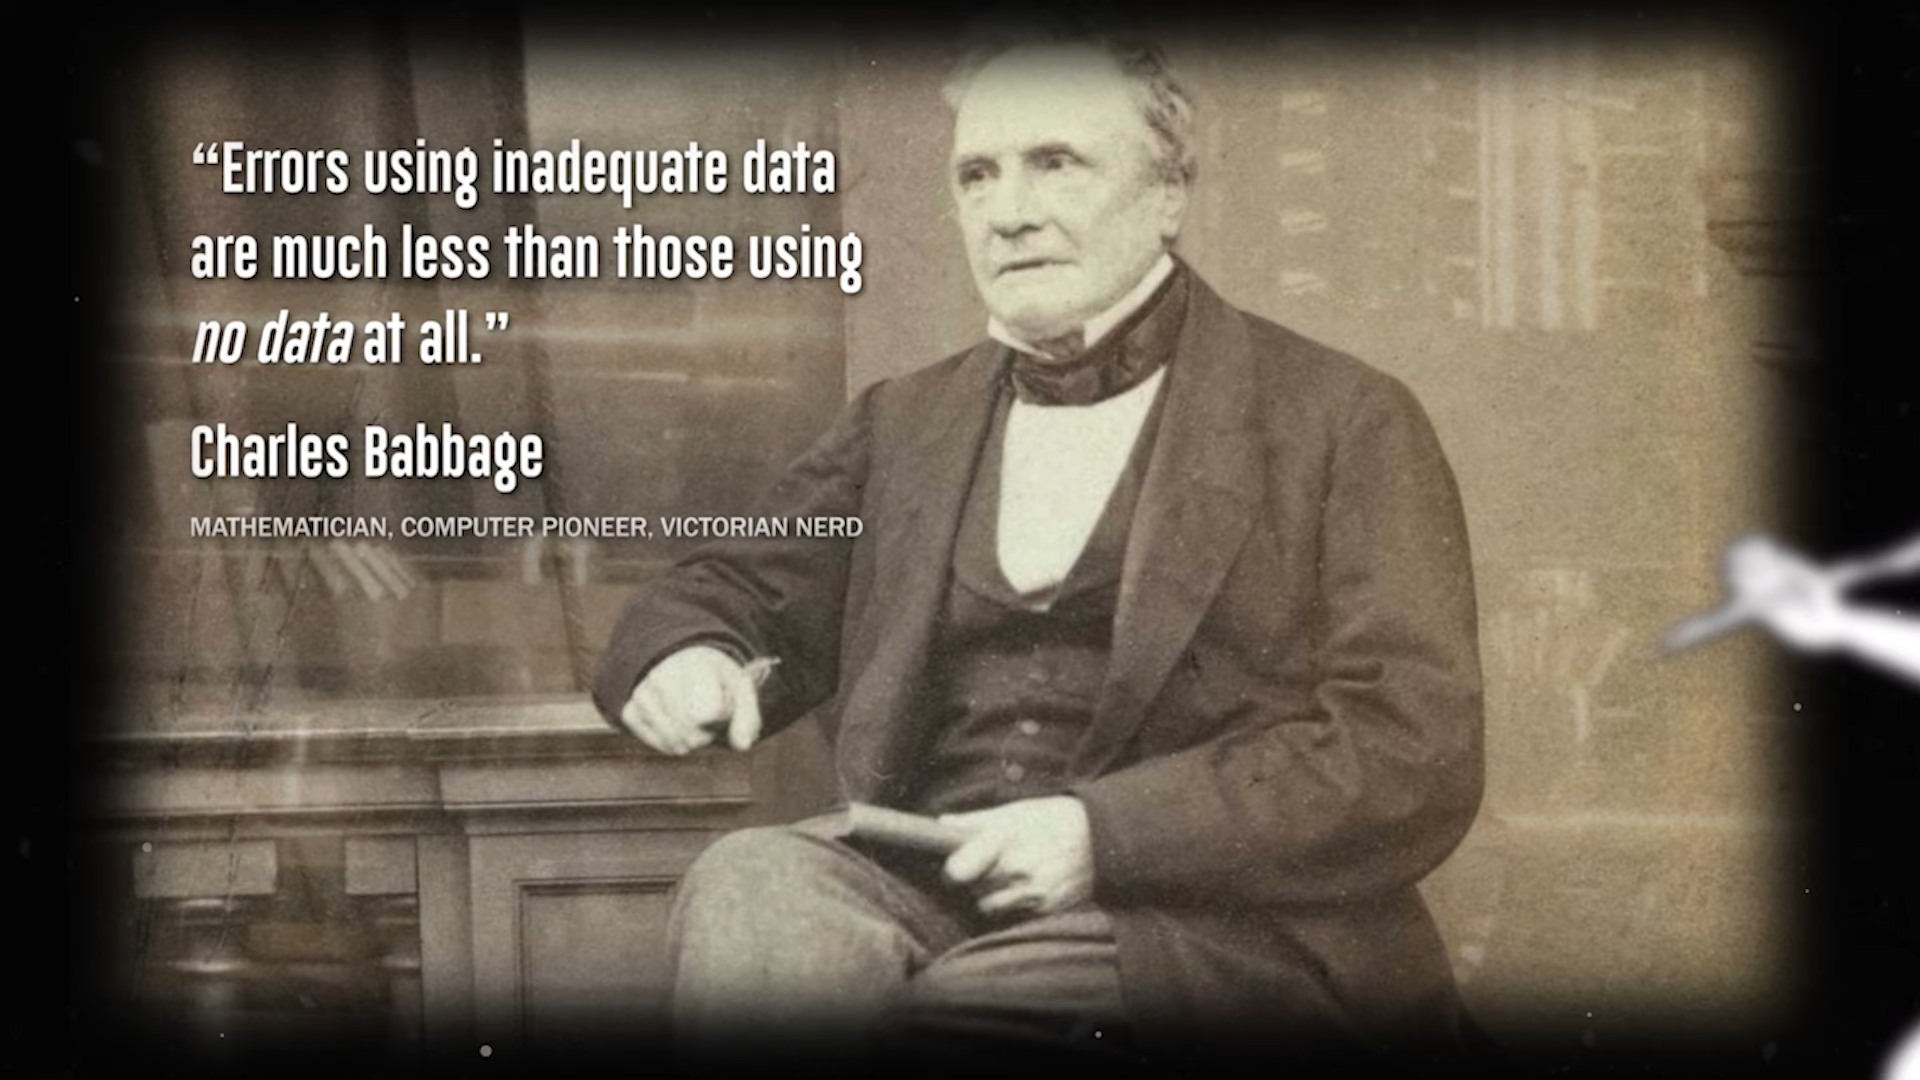 “Errors using inadequate data
are much less than those using
no data at all.”
Charles Babbage
MATHEMATICIAN, COMPUTER PIONEER, VICTORIAN NERD